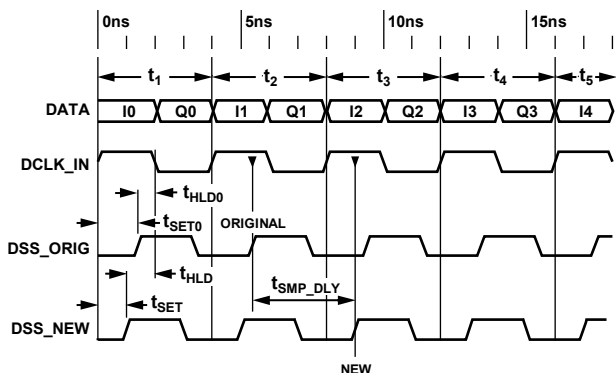 0ns 5ns 10ns 15ns
t1 t2 t3 t4 t5
DATA I0 Q0 I1 Q1 I2 Q2 I3 Q3 I4
DCLK_IN
tHLD0
tSET0 ORIGINAL
DSS_ORIG
tHLD
tSMP_DLY
tSET
DSS_NEW
NEW